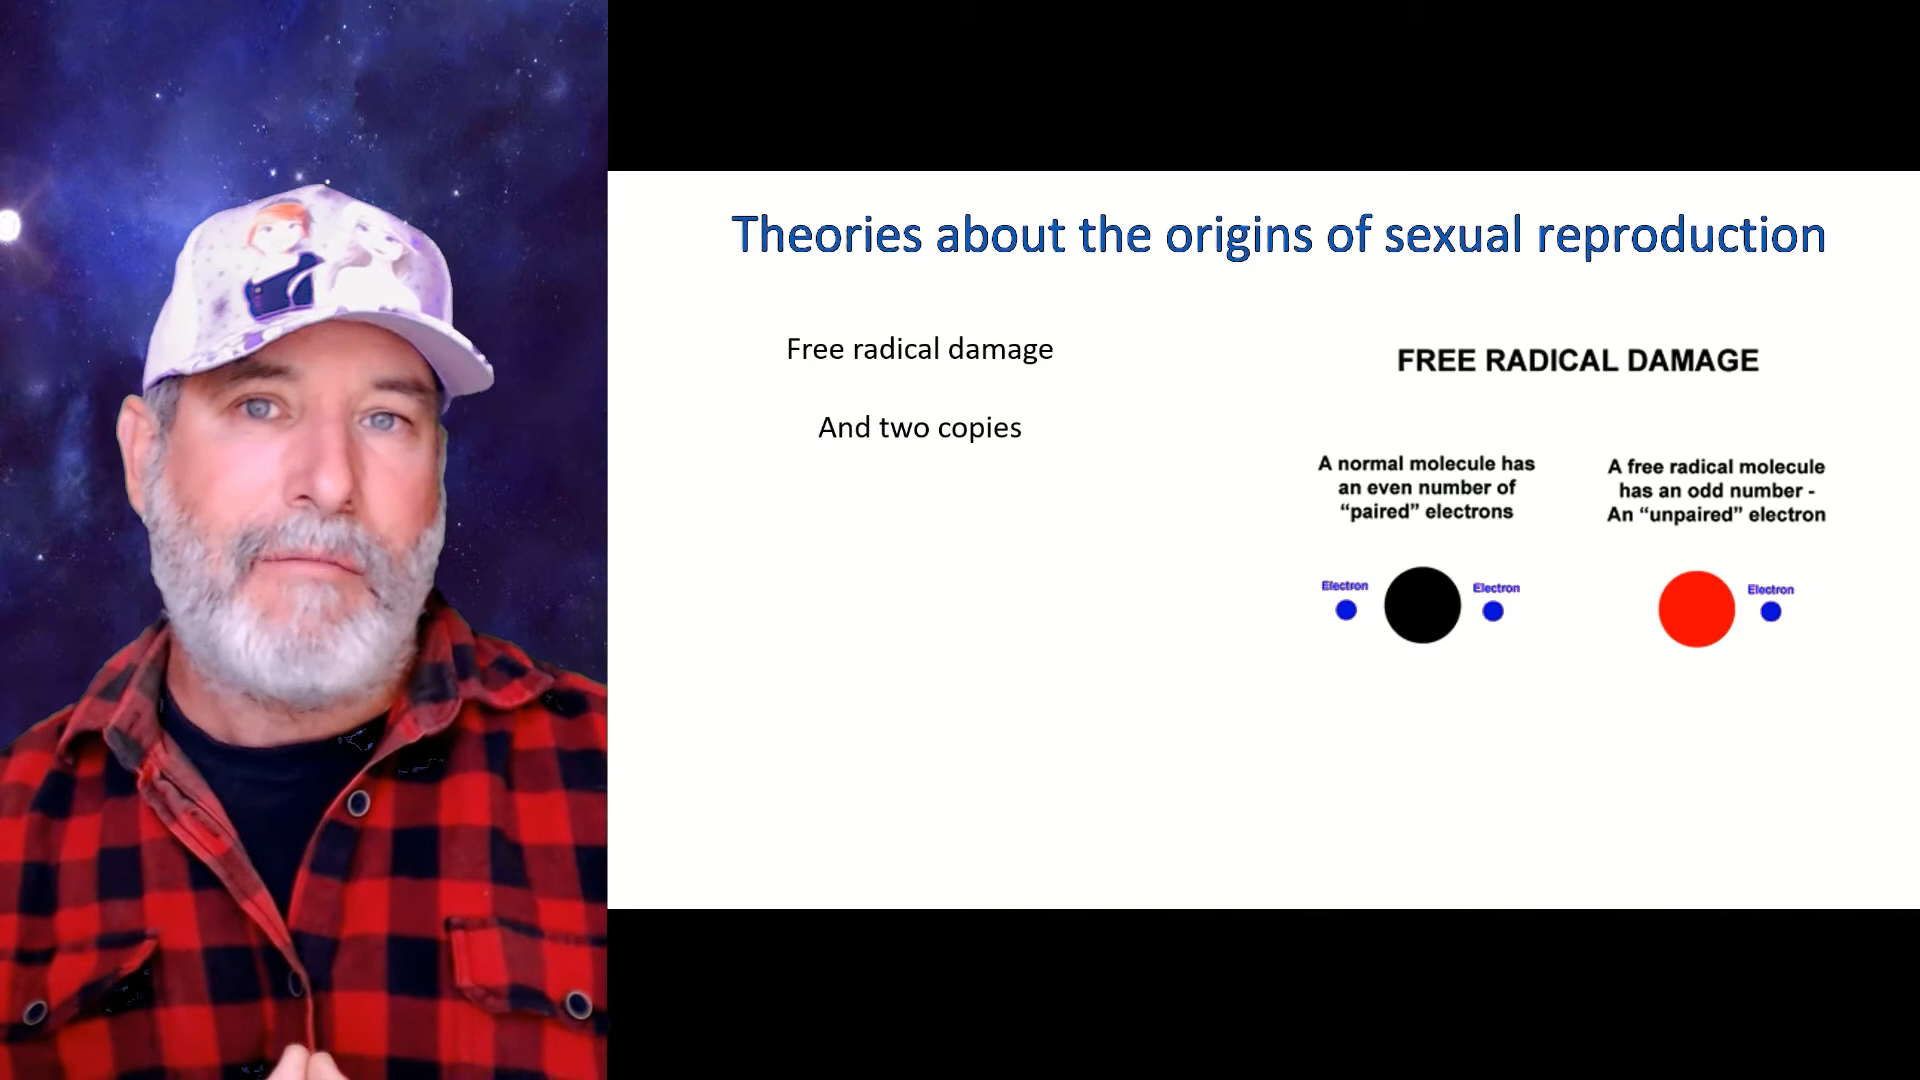 Theories about the origins of sexual reproduction
Free radical damage
And two copies
FREE RADICAL DAMAGE
A normal molecule has
an even number of
“paired” electrons
A free radical molecule
has an odd number -
An “unpaired” electron
Electron
Electron
Electron